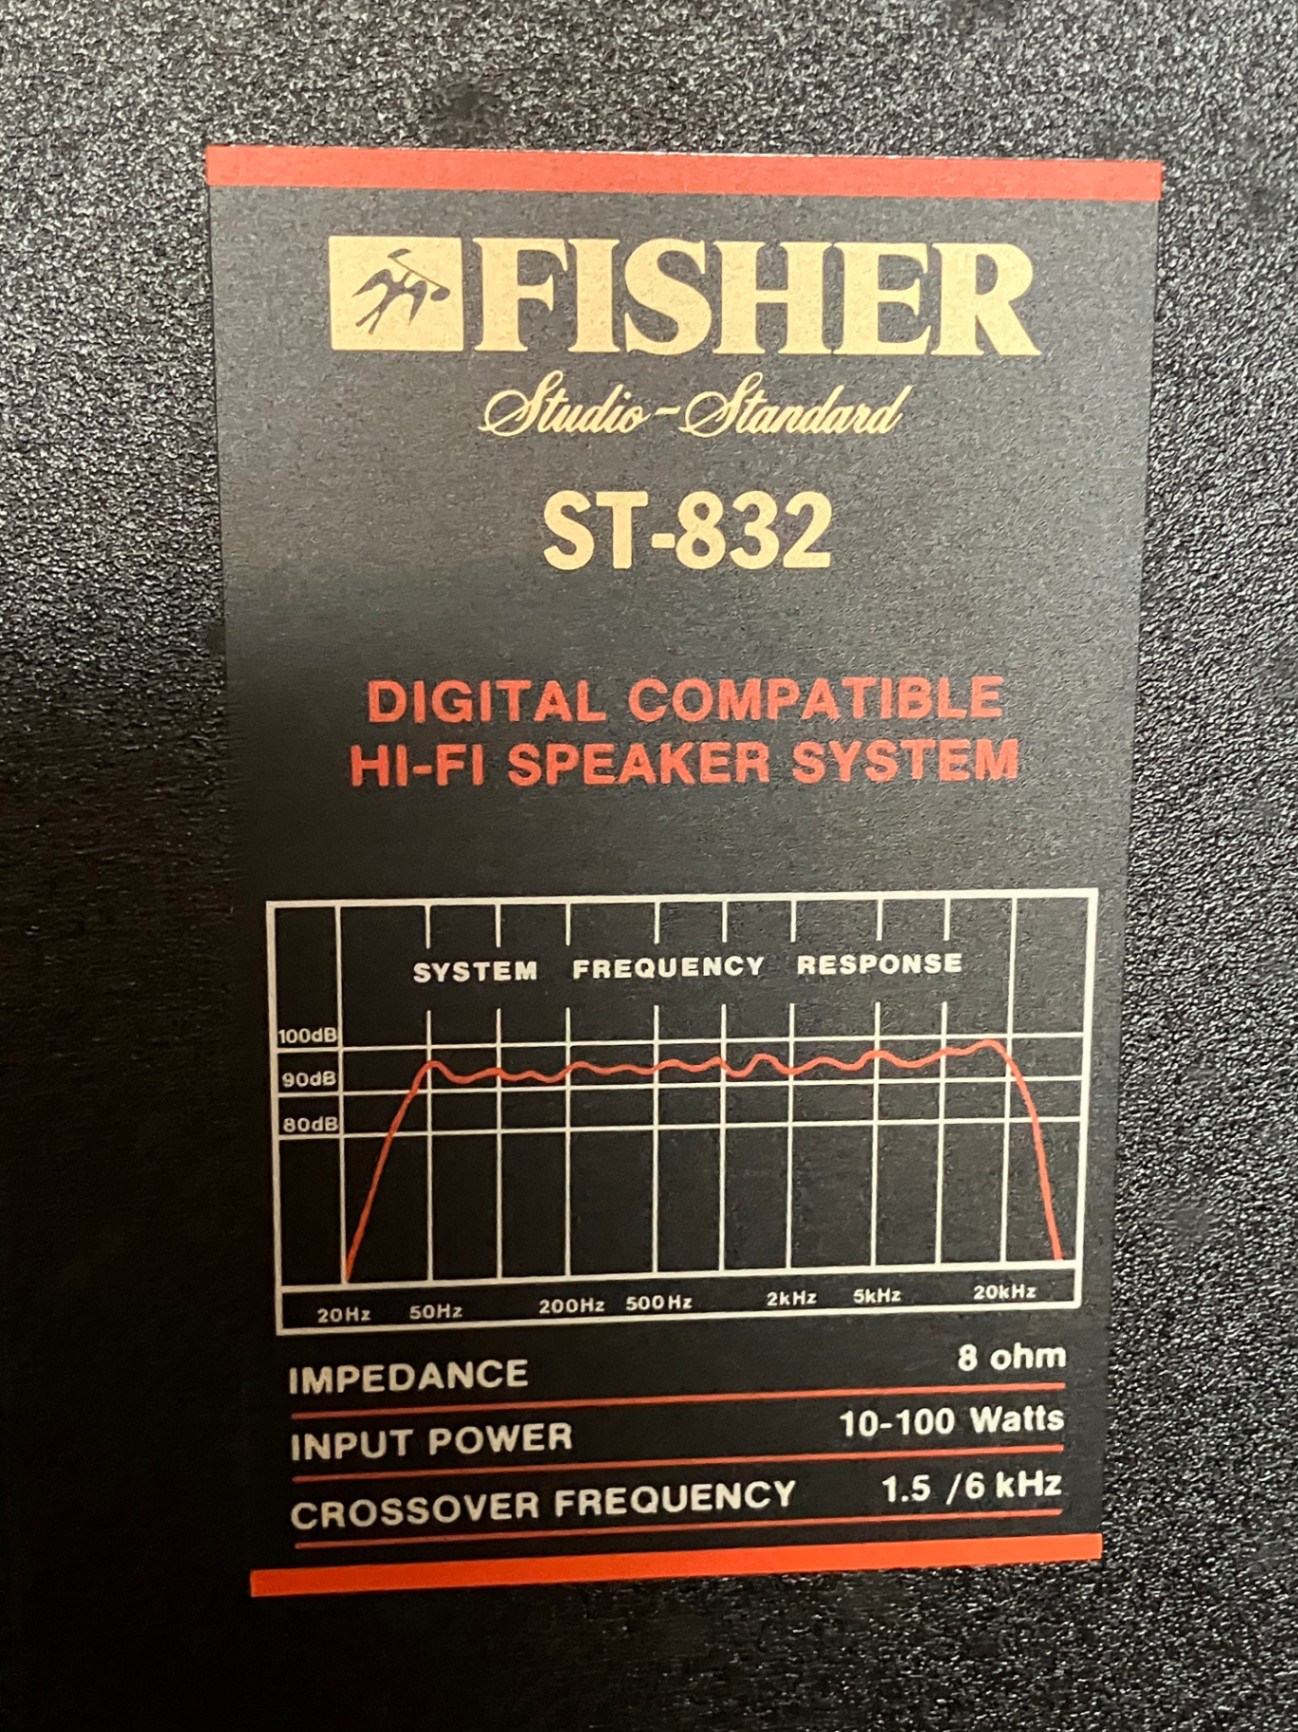 FISHER
Studio-Standard
ST-832
DIGITAL COMPATIBLE
HI-FI SPEAKER SYSTEM
SYSTEM FREQUENCY RESPONSE
100dB
90dB
80dB
20Hz 50Hz 200Hz 500Hz 2kHz 5kHz 20kHz
IMPEDANCE 8 ohm
INPUT POWER 10-100 Watts
CROSSOVER FREQUENCY 1.5 /6 kHz